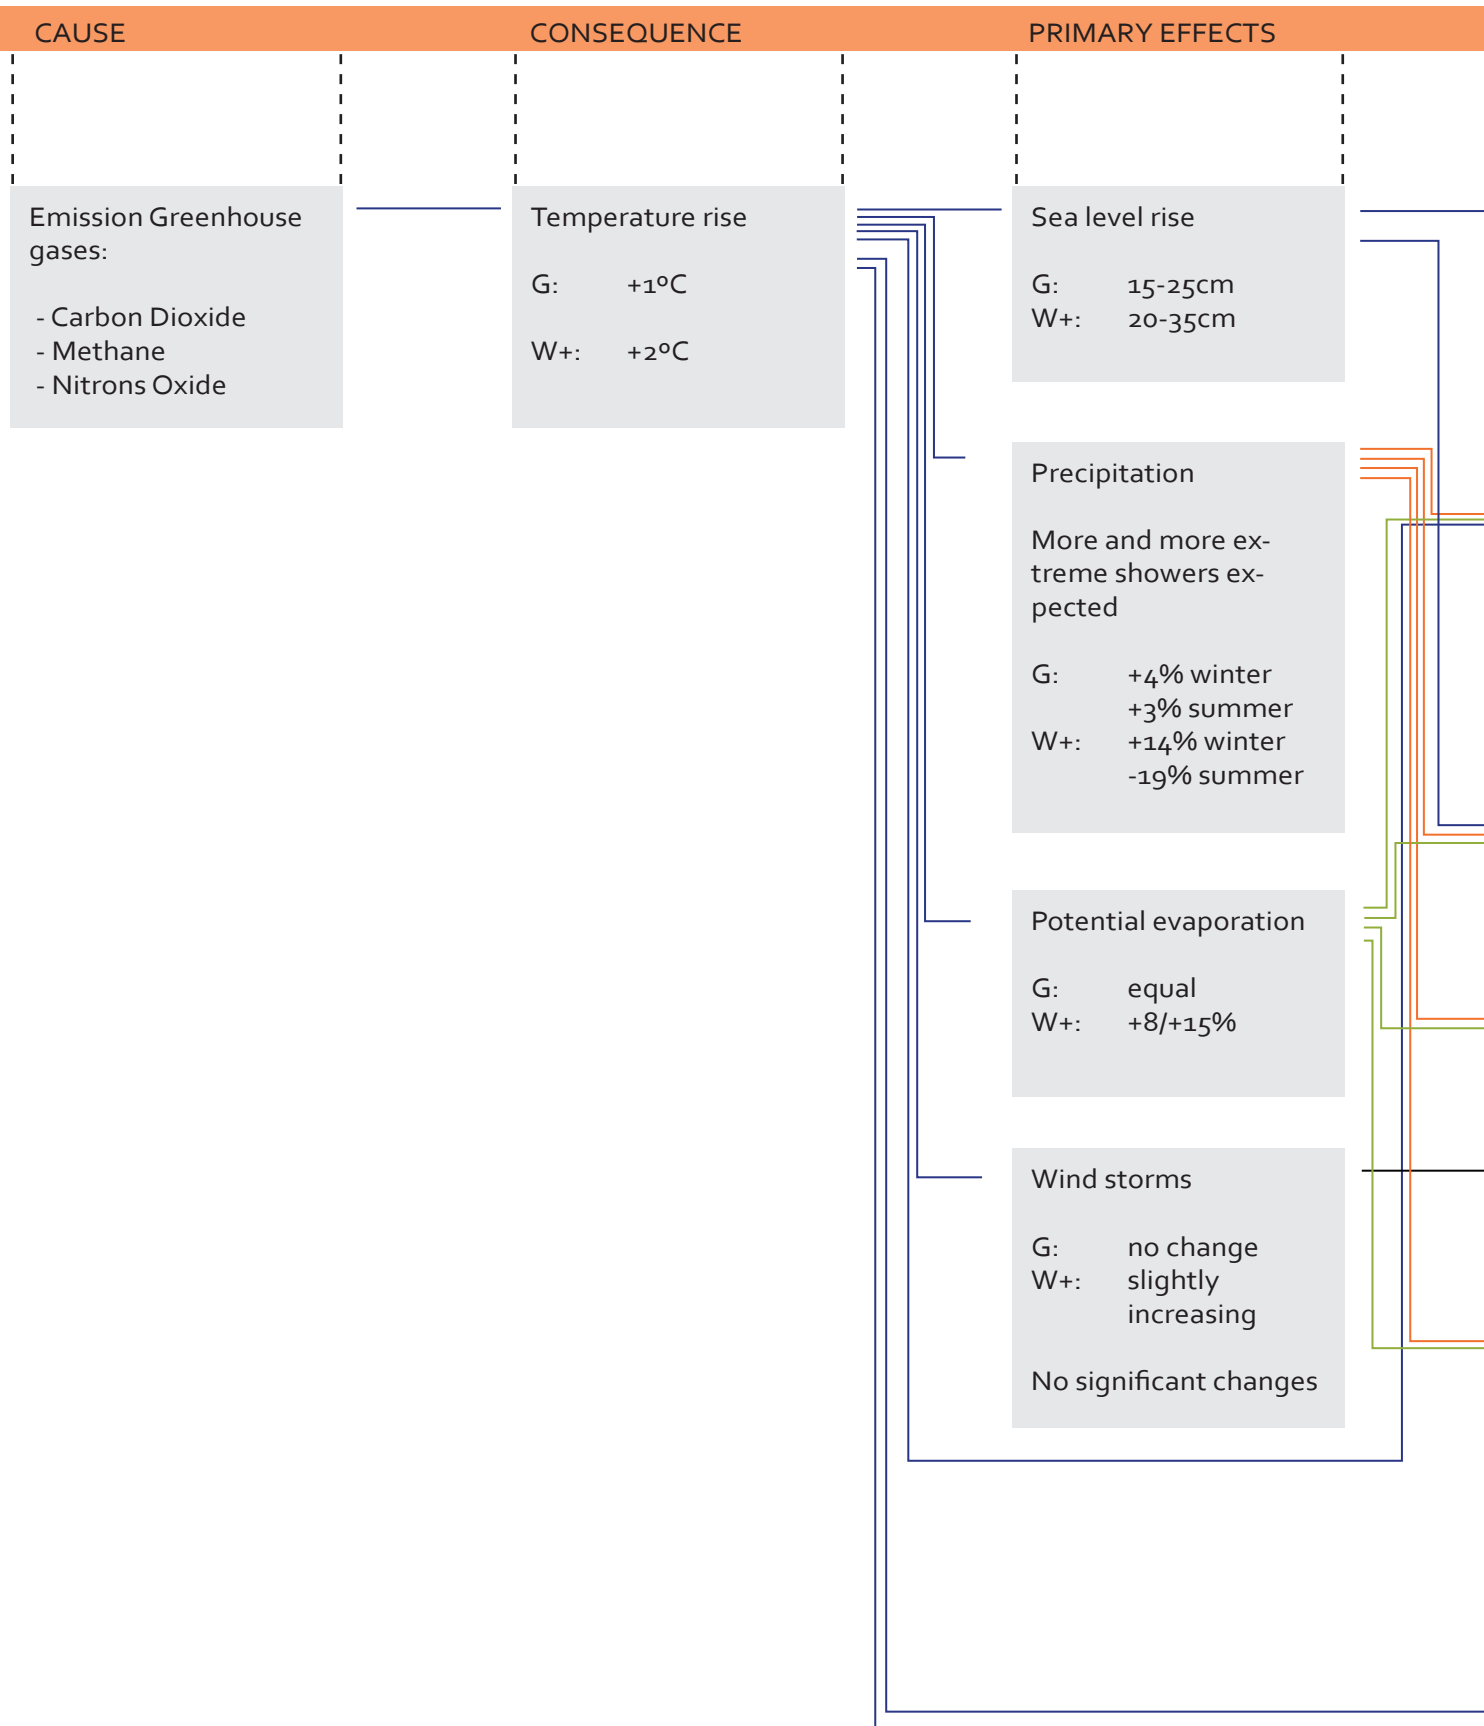 CAUSE
CONSEQUENCE
PRIMARY EFFECTS
Emission Greenhouse
gases:
- Carbon Dioxide
- Methane
- Nitrons Oxide
Temperature rise
G: +1ºC
W+: +2ºC
Sea level rise
G: 15-25cm
W+: 20-35cm
Precipitation
More and more ex-
treme showers ex-
pected
G: +4% winter
+3% summer
W+: +14% winter
-19% summer
Potential evaporation
G: equal
W+: +8/+15%
Wind storms
G: no change
W+: slightly
increasing
No significant changes